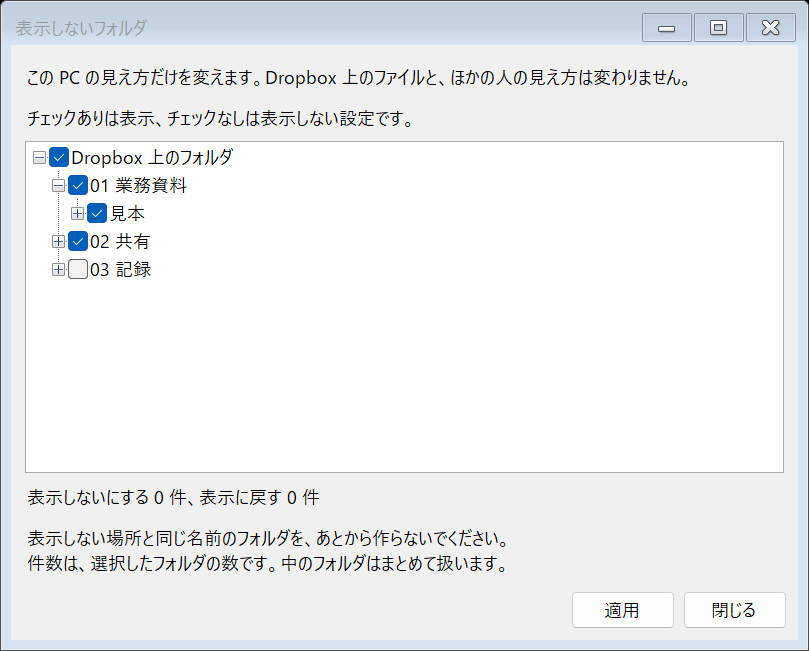 表示しないフォルダ
この PC の見え方だけを変えます。Dropbox 上のファイルと、ほかの人の見え方は変わりません。
チェックありは表示、チェックなしは表示しない設定です。
Dropbox 上のフォルダ
01 業務資料
見本
02 共有
03 記録
表示しないにする 0 件、表示に戻す 0 件
表示しない場所と同じ名前のフォルダを、あとから作らないでください。
件数は、選択したフォルダの数です。中のフォルダはまとめて扱います。
適用
閉じる